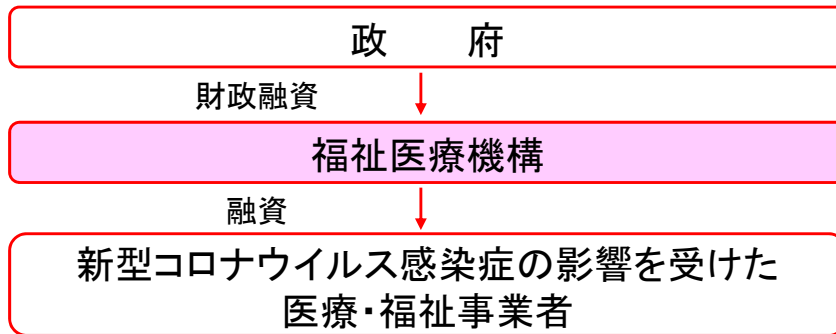 政　　府
財政融資
福祉医療機構
融資
新型コロナウイルス感染症の影響を受けた
医療・福祉事業者